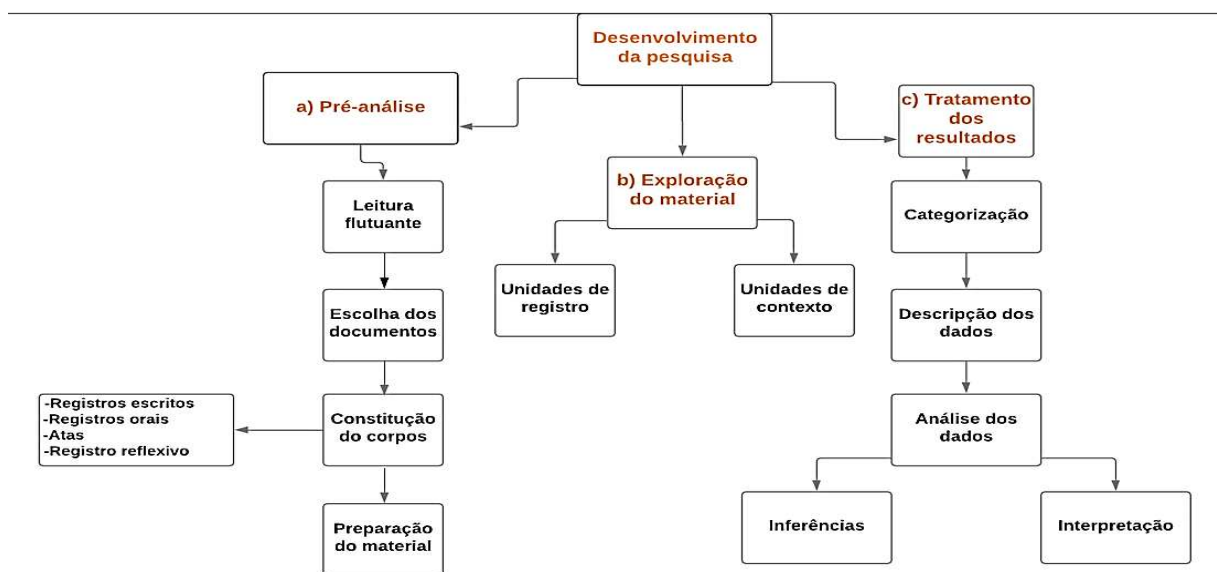 Desenvolvimento
da pesquisa
a) Pré-análise
Leitura
flutuante
Escolha dos
documentos
Constitução
do corpos
-Registros escritos
-Registros orais
-Atas
-Registro reflexivo
Preparação
do material
b) Exploração
do material
Unidades de
registro
Unidades de
contexto
c) Tratamento
dos
resultados
Categorização
Descripção dos
dados
Análise dos
dados
Inferências
Interpretação